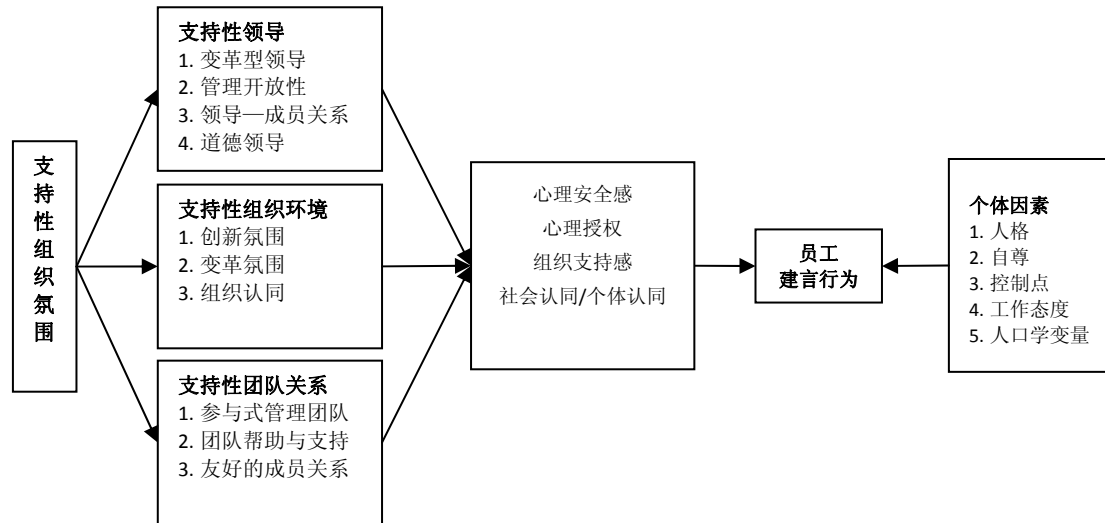 支
持
性
组
织
氛
围
支持性领导
1. 变革型领导
2. 管理开放性
3. 领导—成员关系
4. 道德领导
支持性组织环境
1. 创新氛围
2. 变革氛围
3. 组织认同
支持性团队关系
1. 参与式管理团队
2. 团队帮助与支持
3. 友好的成员关系
心理安全感
心理授权
组织支持感
社会认同/个体认同
员工
建言行为
个体因素
1. 人格
2. 自尊
3. 控制点
4. 工作态度
5. 人口学变量